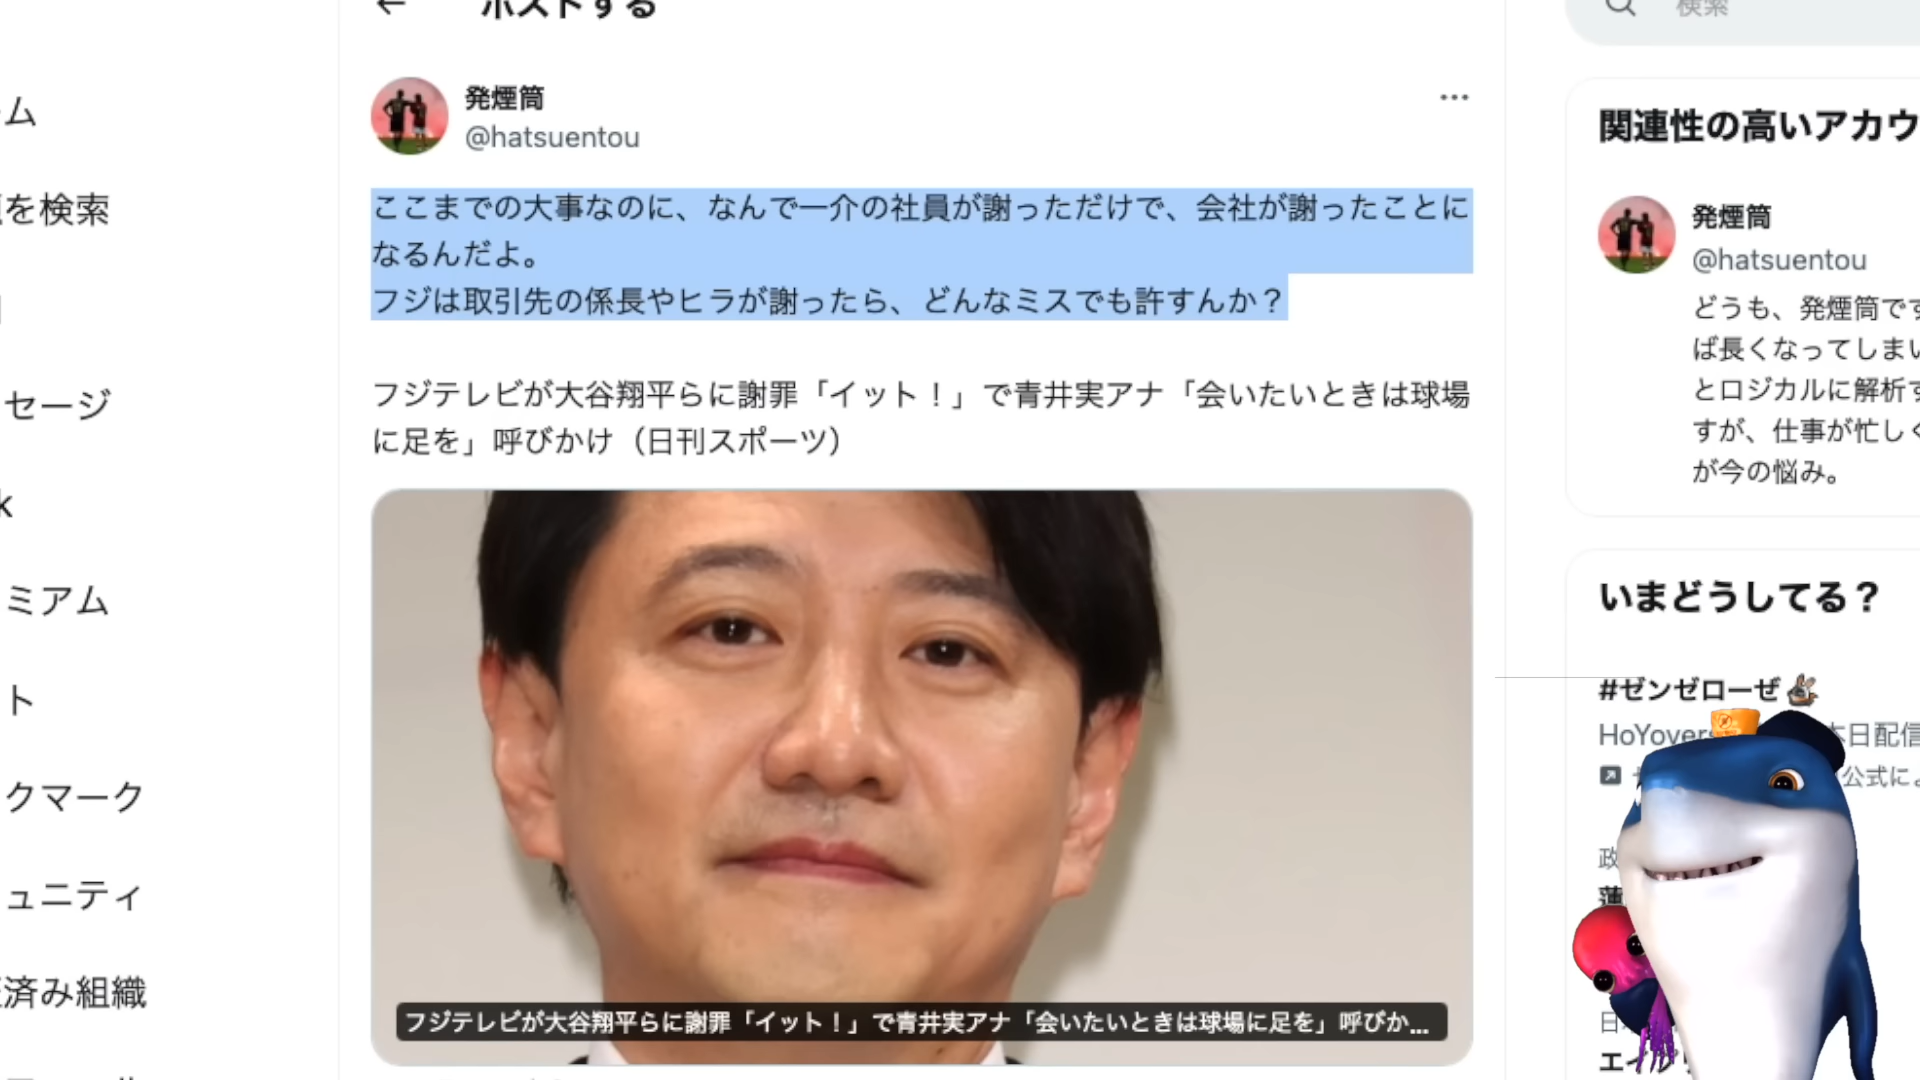 ポストする
検索
発煙筒
@hatsuentou
ここまでの大事なのに、なんで一介の社員が謝っただけで、会社が謝ったことに
なるんだよ。
フジは取引先の係長やヒラが謝ったら、どんなミスでも許すんか？
フジテレビが大谷翔平らに謝罪「イット！」で青井実アナ「会いたいときは球場
に足を」呼びかけ（日刊スポーツ）
フジテレビが大谷翔平らに謝罪「イット！」で青井実アナ「会いたいときは球場に足を」呼びか...
ム
を検索
セージ
k
ミアム
ト
クマーク
ュニティ
済み組織
関連性の高いアカウ
発煙筒
@hatsuentou
どうも、発煙筒です
ば長くなってしまい
とロジカルに解析す
すが、仕事が忙しく
が今の悩み。
いまどうしてる？
#ゼンゼローゼ
HoYover 本日配信
公式によ
政
蓮
日
エイ